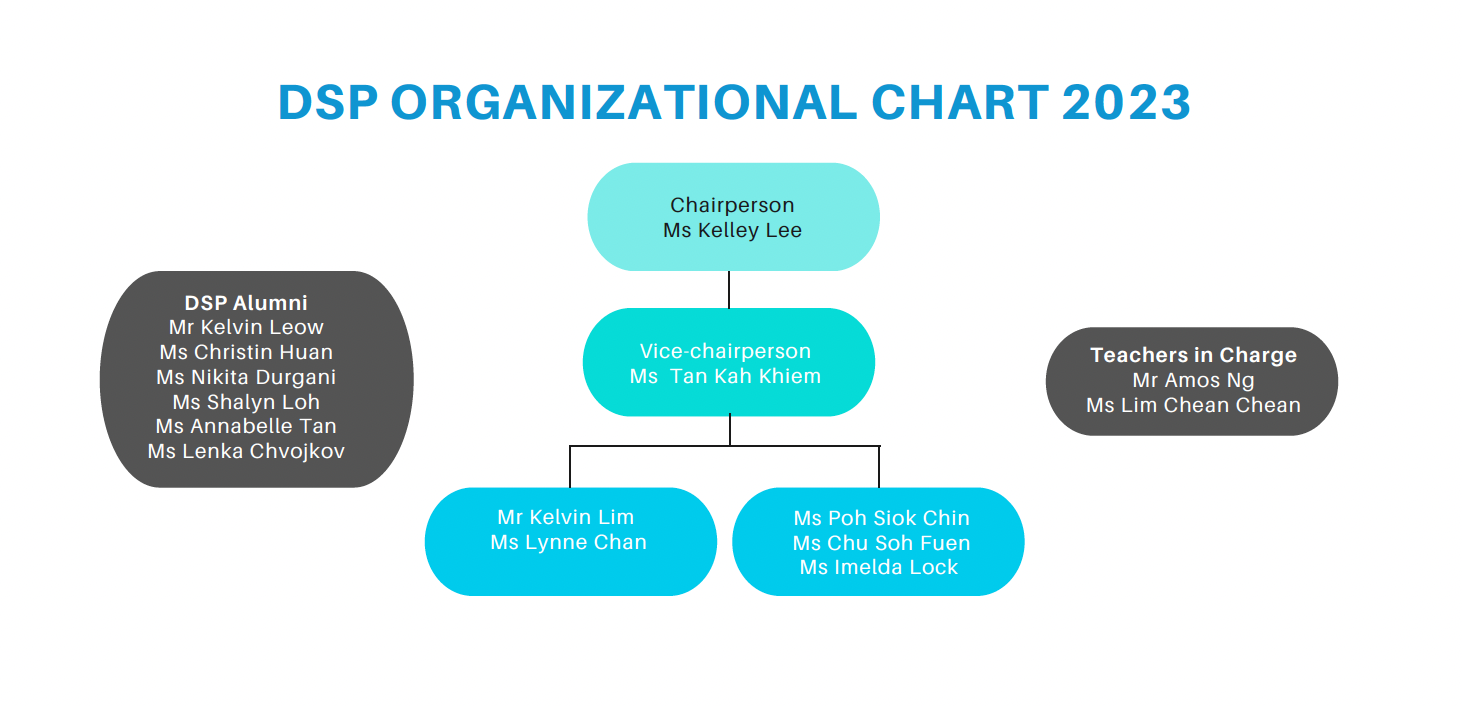 DSP ORGANIZATIONAL CHART 2023
Chairperson
Ms Kelley Lee
DSP Alumni
Mr Kelvin Leow
Ms Christin Huan
Ms Nikita Durgani
Ms Shalyn Loh
Ms Annabelle Tan
Ms Lenka Chvojkov
Vice-chairperson
Ms Tan Kah Khiem
Teachers in Charge
Mr Amos Ng
Ms Lim Chean Chean
Mr Kelvin Lim
Ms Lynne Chan
Ms Poh Siok Chin
Ms Chu Soh Fuen
Ms Imelda Lock